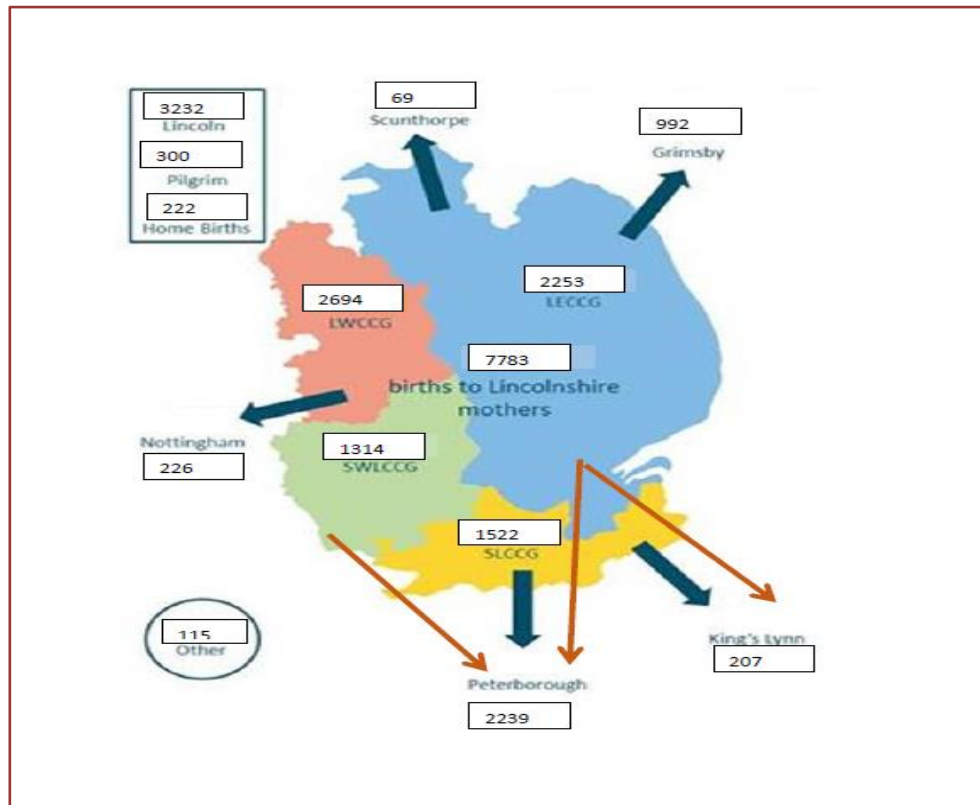 69
Scunthorpe
3232
Lincoln
300
Pilgrim
222
Home Births
992
Grimsby
2694
LWCCG
2253
LECCG
7783
births to Lincolnshire
mothers
Nottingham
226
1314
SWLCCG
1522
SLCCG
115
Other
King's Lynn
207
Peterborough
2239